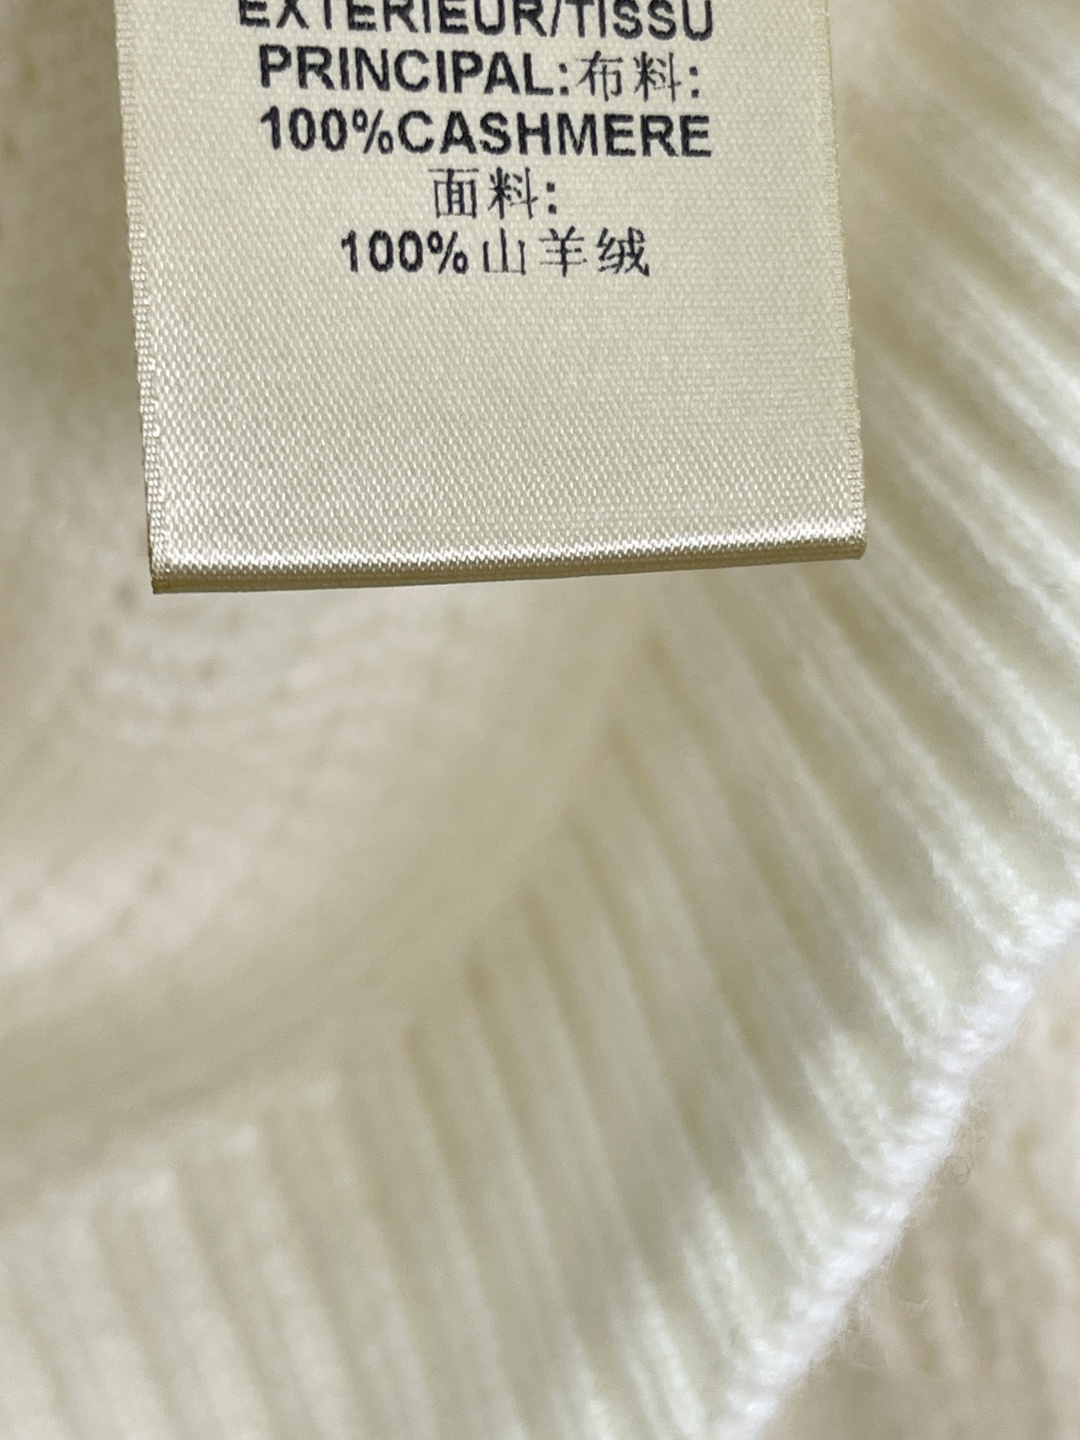 EXTERIEUR/TISSU
PRINCIPAL:布料:
100%CASHMERE
面料:
100%山羊绒